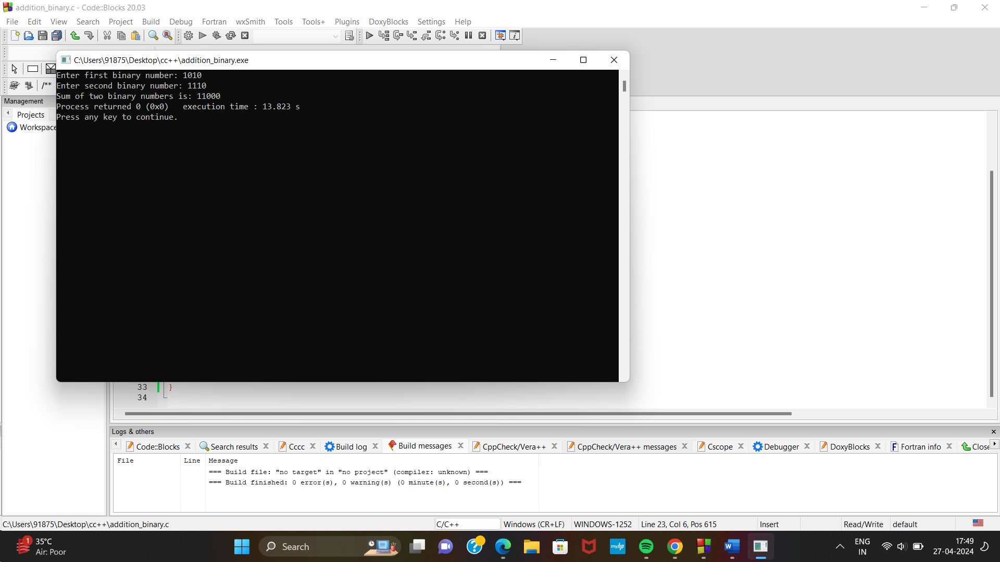 addition_binary.c - Code::Blocks 20.03
File Edit View Search Project Build Debug Fortran wxSmith Tools Tools+ Plugins DoxyBlocks Settings Help
C:\Users\91875\Desktop\cc++\addition_binary.exe
Enter first binary number: 1010
Enter second binary number: 1110
Sum of two binary numbers is: 11000
Process returned 0 (0x0)   execution time : 13.823 s
Press any key to continue.
/**
Management
Projects
Workspace
33 }
34
Logs & others
Code::Blocks Search results Cccc Build log Build messages CppCheck/Vera++ CppCheck/Vera++ messages Cscope Debugger DoxyBlocks Fortran info Close
File Line Message
=== Build file: "no target" in "no project" (compiler: unknown) ===
=== Build finished: 0 error(s), 0 warning(s) (0 minute(s), 0 second(s)) ===
C:\Users\91875\Desktop\cc++\addition_binary.c C/C++ Windows (CR+LF) WINDOWS-1252 Line 23, Col 6, Pos 615 Insert Read/Write default
1
35°C
Air: Poor
Search
myhp
W
ENG
IN
17:49
27-04-2024